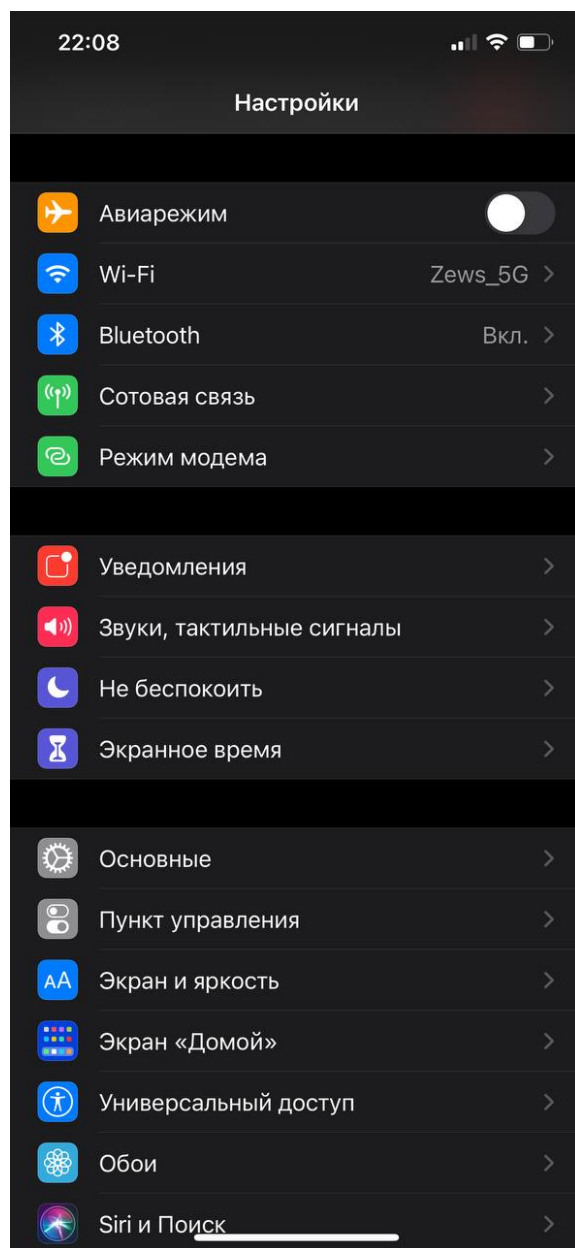 22:08
Настройки
Авиарежим
Wi-Fi Zews_5G
Bluetooth Вкл.
Сотовая связь
Режим модема
Уведомления
Звуки, тактильные сигналы
Не беспокоить
Экранное время
Основные
Пункт управления
AA Экран и яркость
Экран «Домой»
Универсальный доступ
Обои
Siri и Поиск